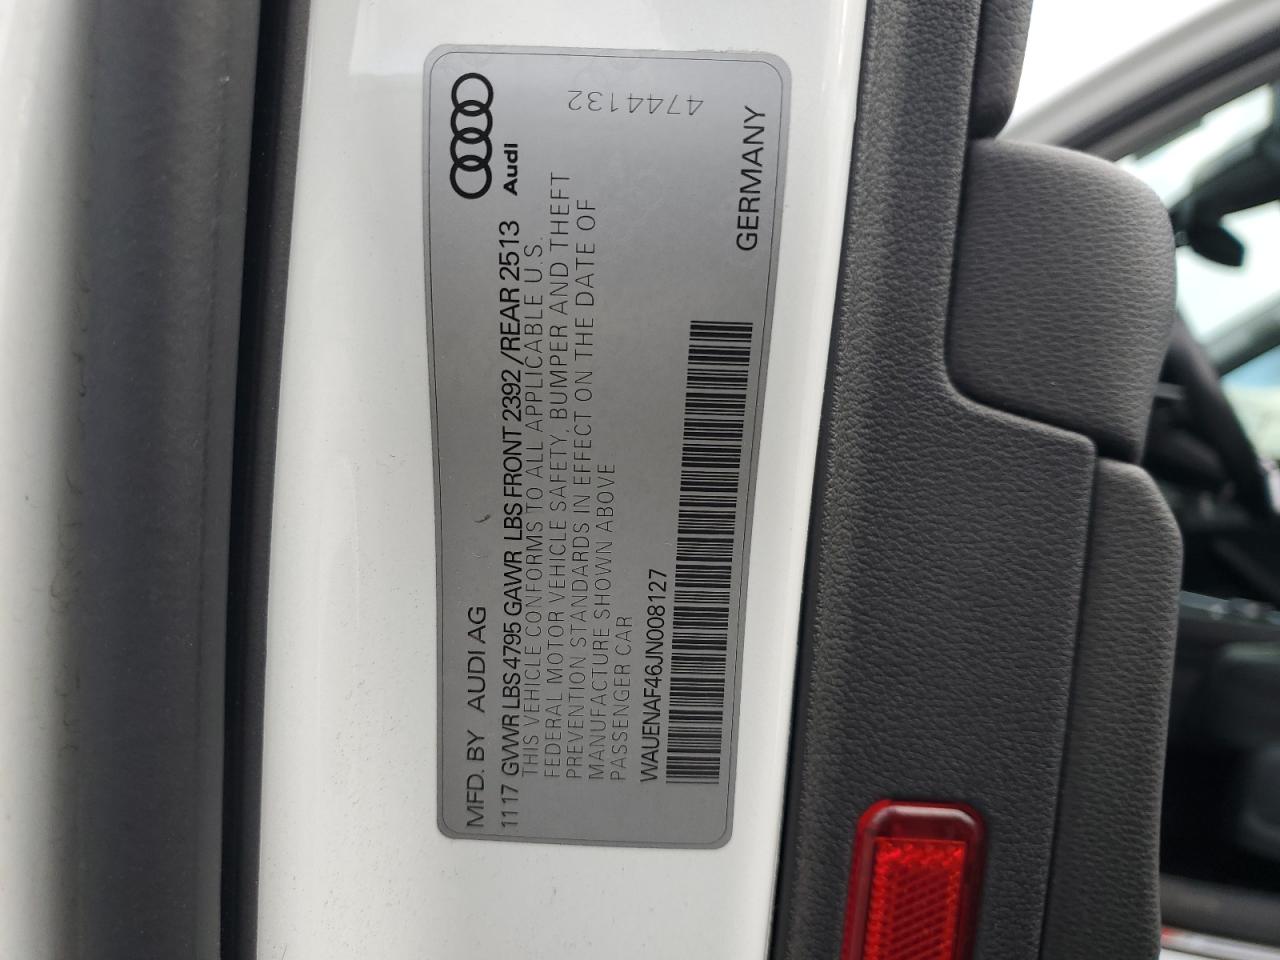 Audi
4744132
MFD. BY AUDI AG
1117 GVWR LBS 4795 GAWR LBS FRONT 2392 /REAR 2513
THIS VEHICLE CONFORMS TO ALL APPLICABLE U.S.
FEDERAL MOTOR VEHICLE SAFETY, BUMPER AND THEFT
PREVENTION STANDARDS IN EFFECT ON THE DATE OF
MANUFACTURE SHOWN ABOVE
PASSENGER CAR
WAUENAF46JN008127
GERMANY